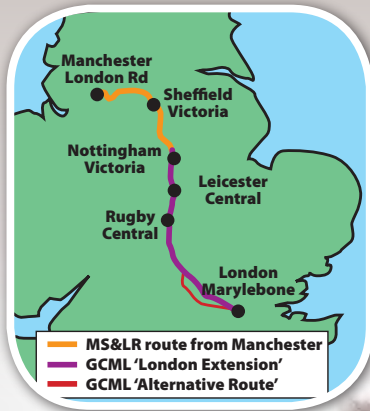 Manchester
London Rd
Sheffield
Victoria
Nottingham
Victoria
Leicester
Central
Rugby
Central
London
Marylebone
MS&LR route from Manchester
GCML 'London Extension'
GCML 'Alternative Route'